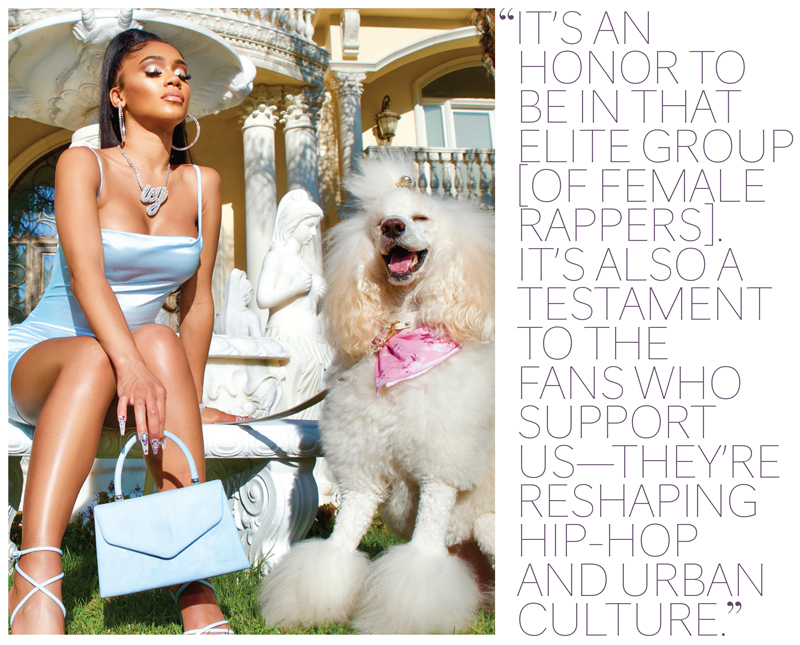 “IT’S AN
HONOR TO
BE IN THAT
ELITE GROUP
[OF FEMALE
RAPPERS].
IT’S ALSO A
TESTAMENT
TO THE
FANS WHO
SUPPORT
US—THEY’RE
RESHAPING
HIP-HOP
AND URBAN
CULTURE.”